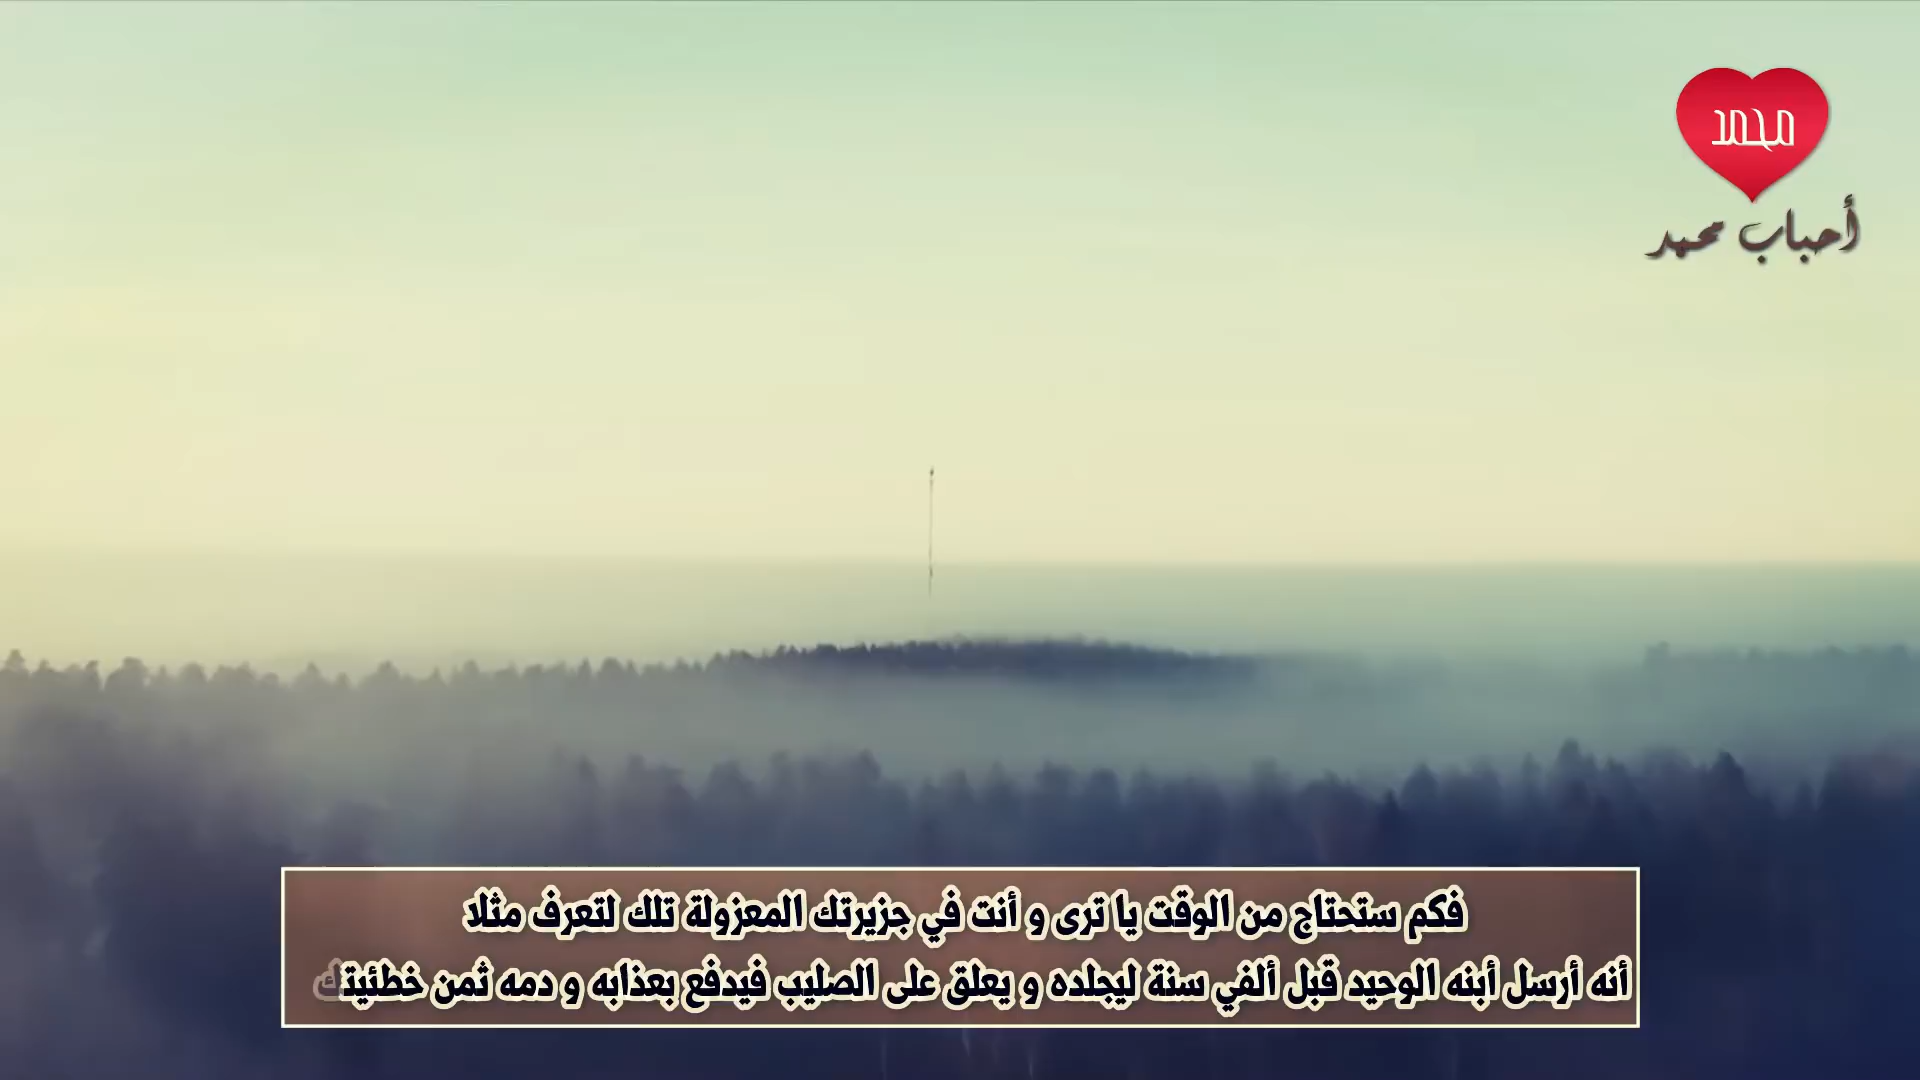 محمد
أحباب محمد
فكم ستحتاج من الوقت يا ترى و أنت في جزيرتك المعزولة تلك لتعرف مثلا
أنه أرسل أبنه الوحيد قبل ألفي سنة ليجلده و يعلق على الصليب فيدفع بعذابه و دمه ثمن خطئيتك